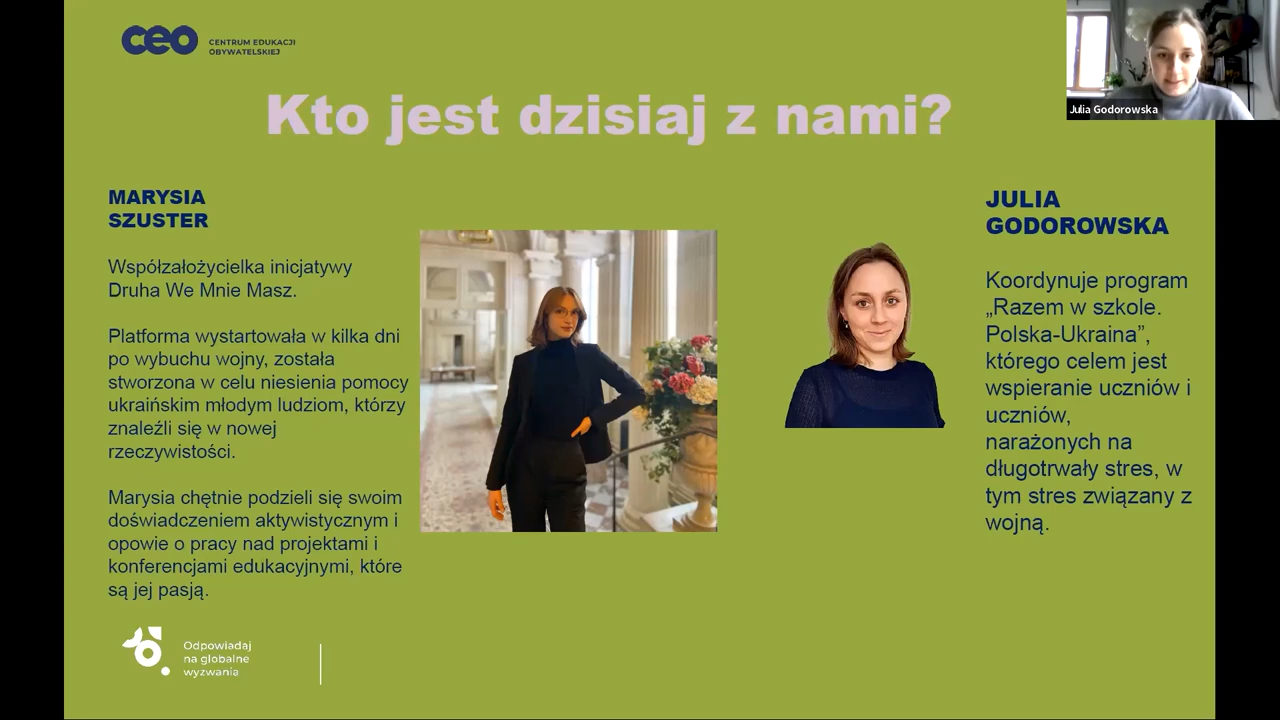 ceo
CENTRUM EDUKACJI
OBYWATELSKIEJ
Julia Godorowska
Kto jest dzisiaj z nami?
MARYSIA
SZUSTER
Współzałożycielka inicjatywy
Druha We Mnie Masz.
Platforma wystartowała w kilka dni
po wybuchu wojny, została
stworzona w celu niesienia pomocy
ukraińskim młodym ludziom, którzy
znaleźli się w nowej
rzeczywistości.
Marysia chętnie podzieli się swoim
doświadczeniem aktywistycznym i
opowie o pracy nad projektami i
konferencjami edukacyjnymi, które
są jej pasją.
JULIA
GODOROWSKA
Koordynuje program
„Razem w szkole.
Polska-Ukraina”,
którego celem jest
wspieranie uczniów i
uczniów,
narażonych na
długotrwały stres, w
tym stres związany z
wojną.
Odpowiadaj
na globalne
wyzwania